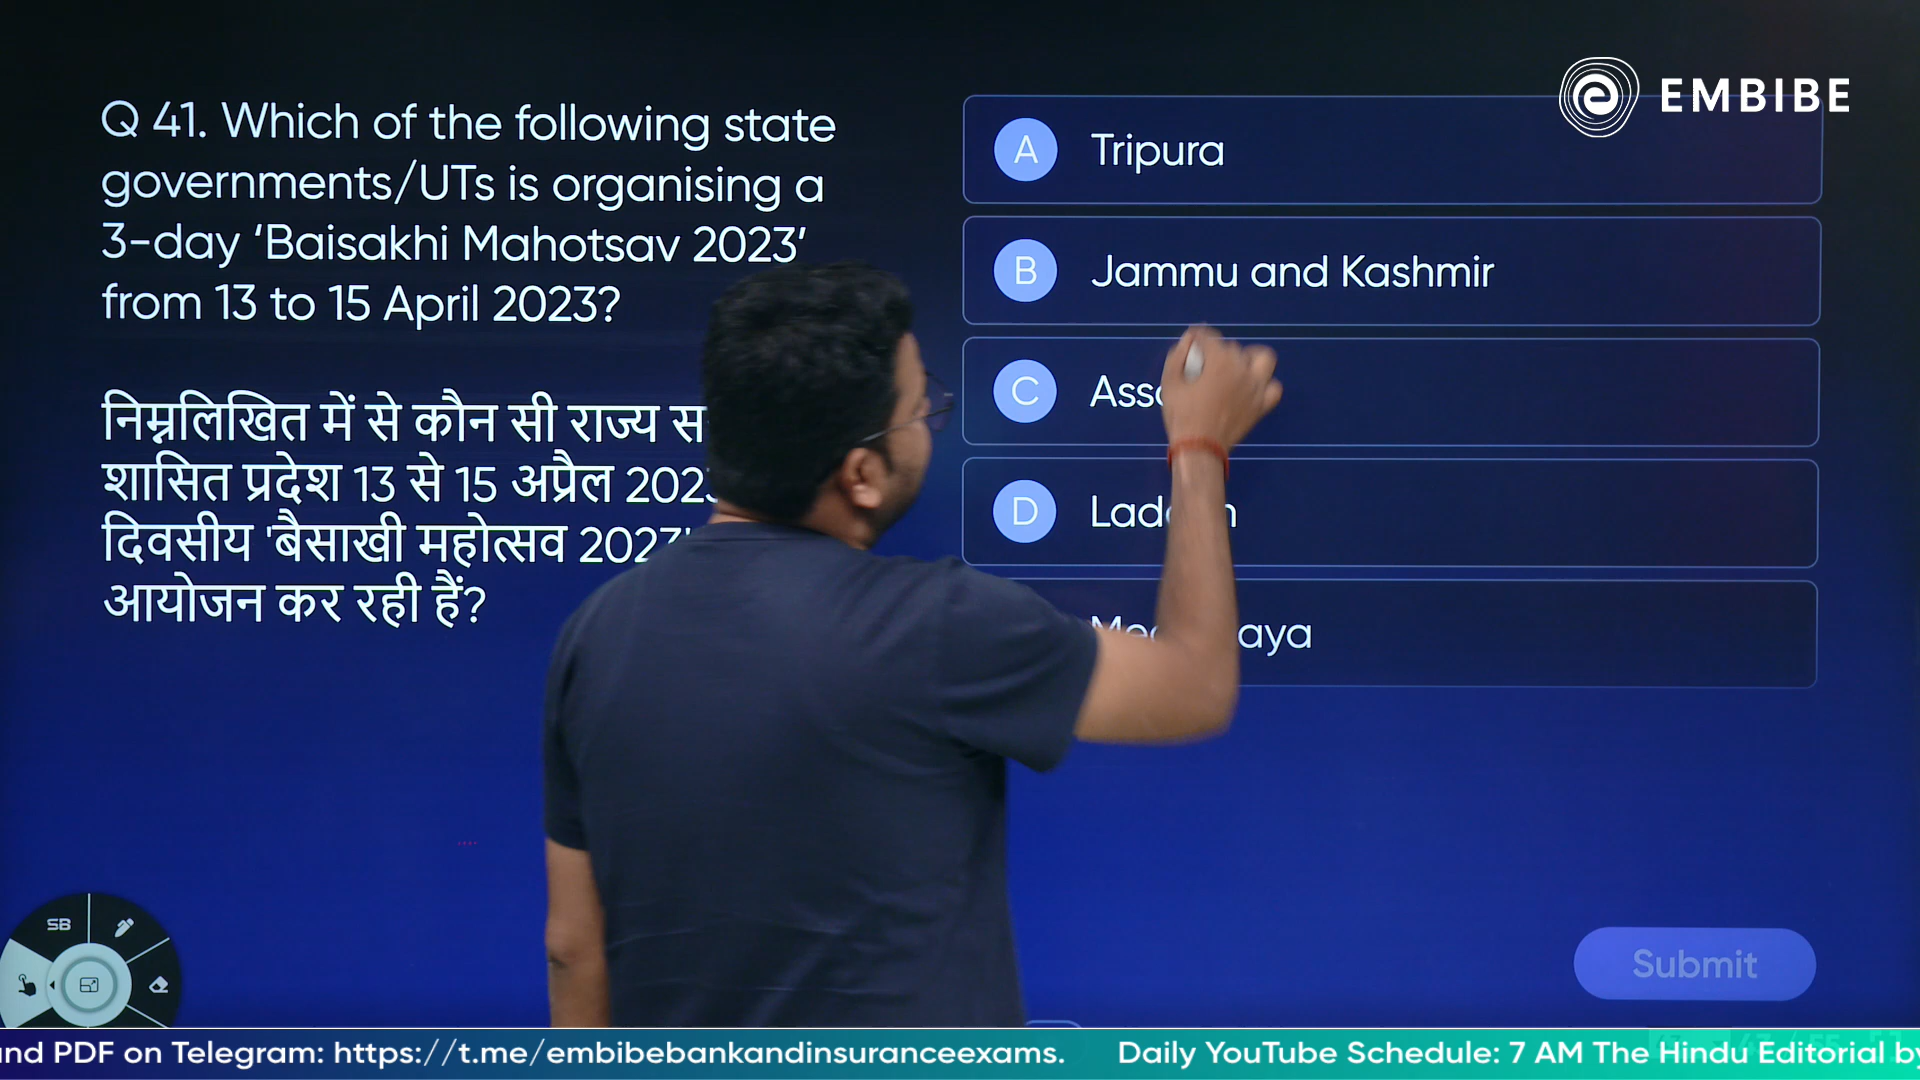 EMBIBE
Q 41. Which of the following state
governments/UTs is organising a
3-day ‘Baisakhi Mahotsav 2023’
from 13 to 15 April 2023?
निम्नलिखित में से कौन सी राज्य
शासित प्रदेश 13 से 15 अप्रैल
दिवसीय 'बैसाखी महोत्सव
आयोजन कर रही हैं?
A Tripura
B Jammu and Kashmir
C
D
Submit
SB
PDF on Telegram: https://t.me/embibebankandinsuranceexams. Daily YouTube Schedule: 7 AM The Hindu Editorial